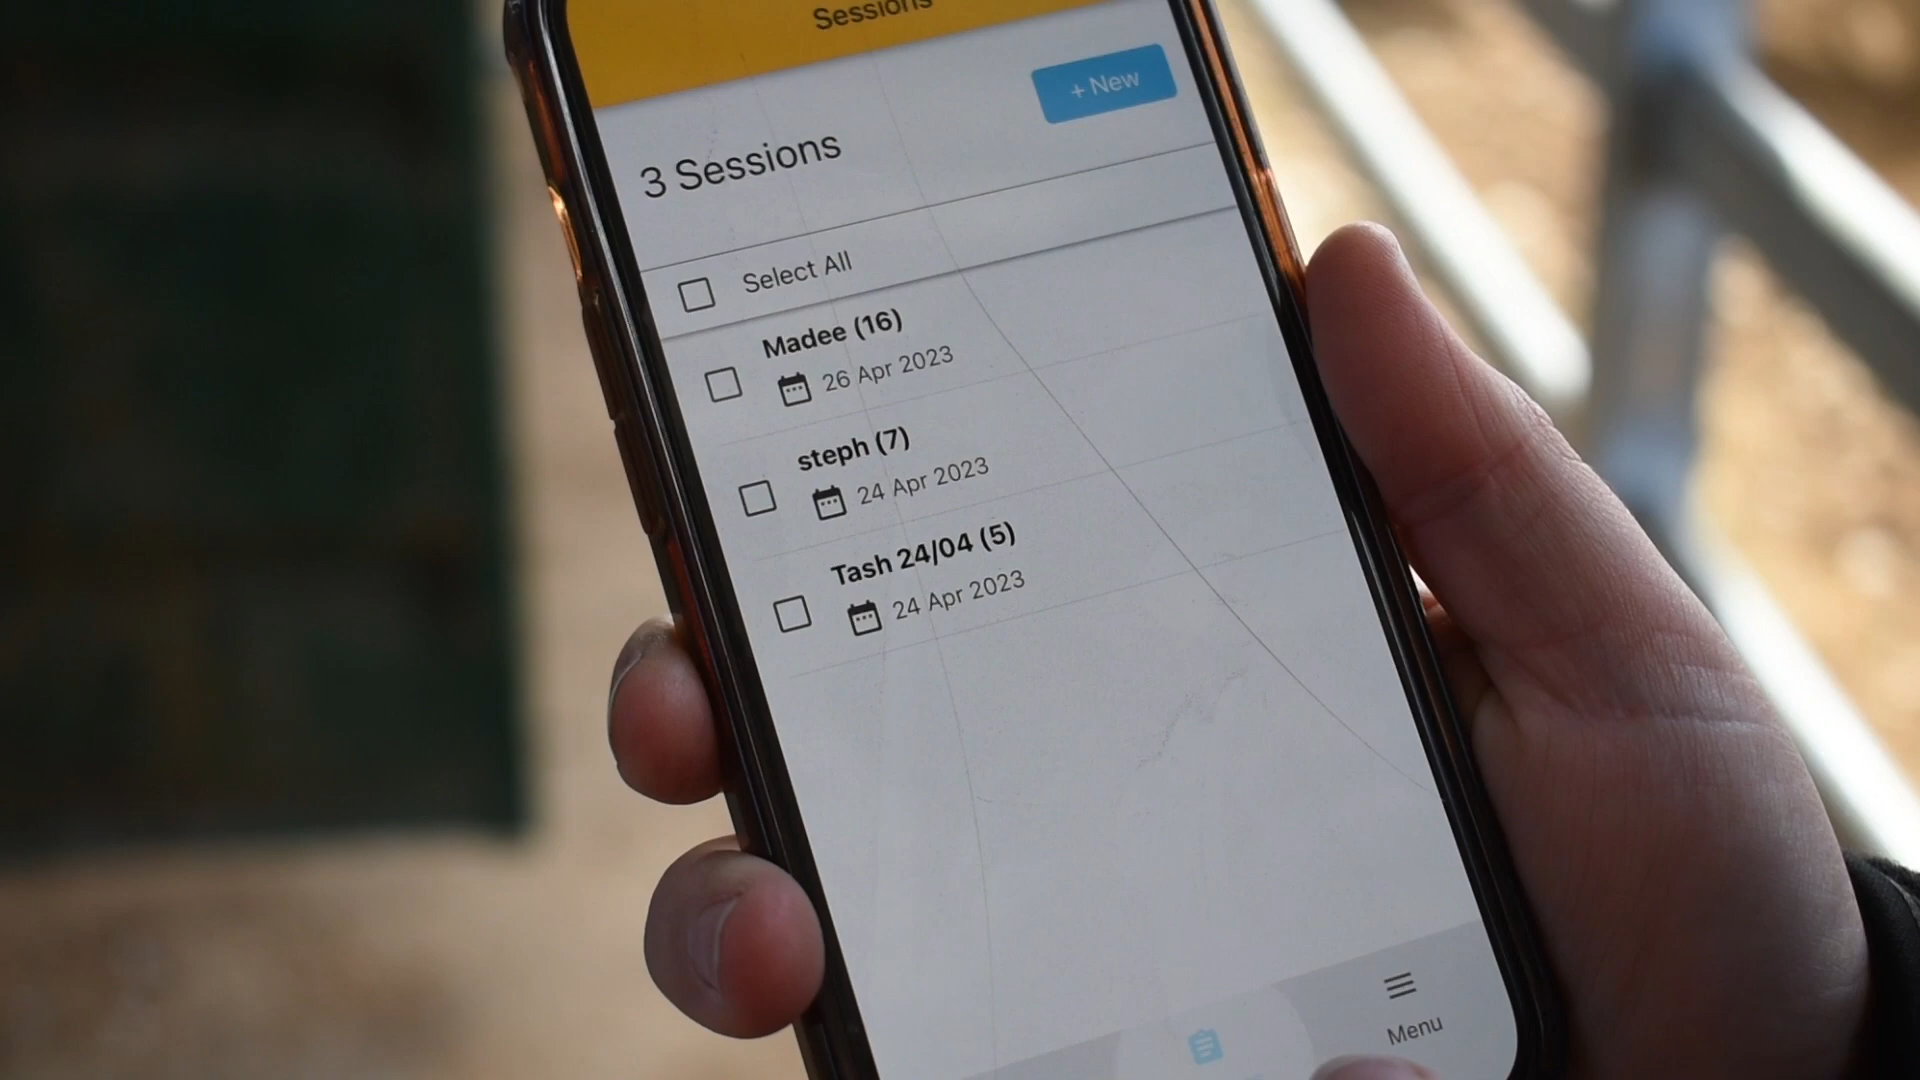 Sessions
+ New
3 Sessions
Select All
Madee (16)
26 Apr 2023
steph (7)
24 Apr 2023
Tash 24/04 (5)
24 Apr 2023
Menu